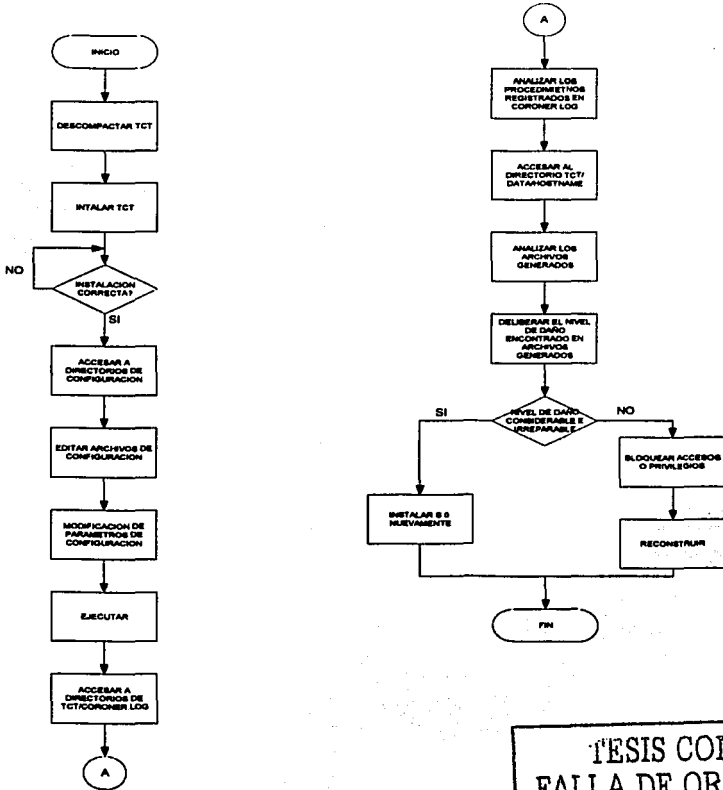 INICIO
DESCOMPACTAR TCT
INTALAR TCT
NO
INSTALACION
CORRECTA?
SI
ACCESAR A
DIRECTORIOS DE
CONFIGURACION
EDITAR ARCHIVOS DE
CONFIGURACION
MODIFICACION DE
PARAMETROS DE
CONFIGURACION
EJECUTAR
ACCESAR A
DIRECTORIOS DE
TCT/CORONER LOG
A
A
ANALIZAR LOS
PROCEDIMIETNOS
REGISTRADOS EN
CORONER LOG
ACCESAR AL
DIRECTORIO TCT/
DATA/HOSTNAME
ANALIZAR LOS
ARCHIVOS
GENERADOS
DELIBERAR EL NIVEL
DE DAÑO
ENCONTRADO EN
ARCHIVOS
GENERADOS
SI
NIVEL DE DAÑO
CONSIDERABLE E
IRREPARABLE
NO
BLOQUEAR ACCESOS
O PRIVILEGIOS
INSTALAR S 0
NUEVAMENTE
RECONSTRUIR
FIN
TESIS CON
FALLA DE OR